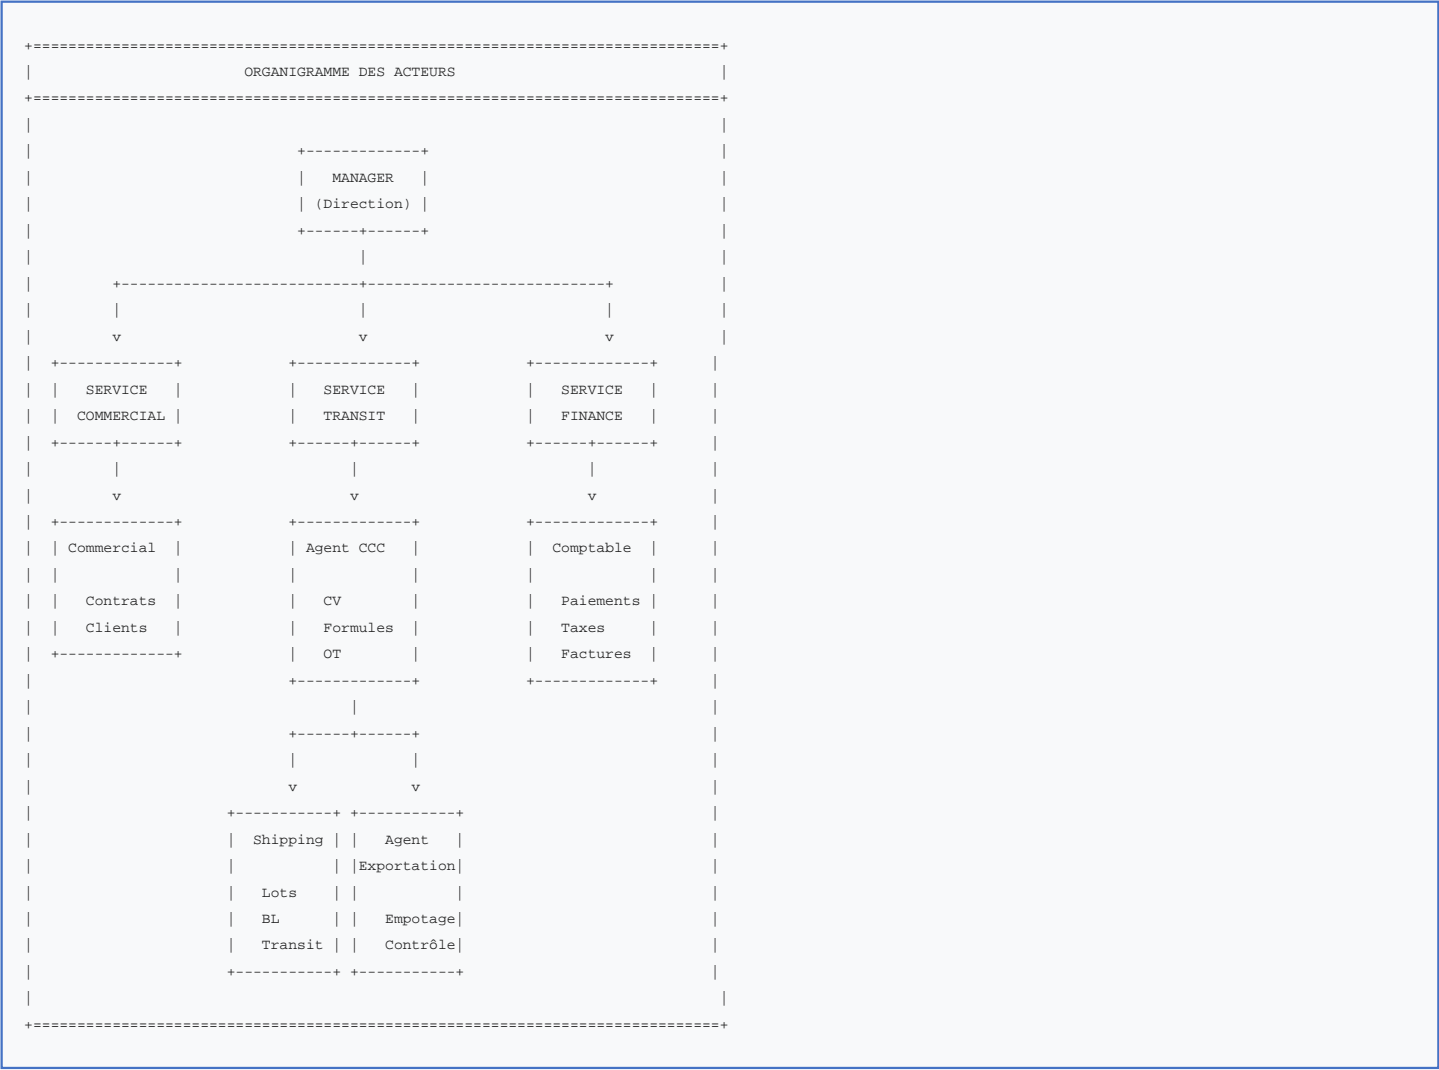 ORGANIGRAMME DES ACTEURS
MANAGER
(Direction)
SERVICE SERVICE SERVICE
COMMERCIAL TRANSIT FINANCE
Commercial Agent CCC Comptable
Contrats CV Paiements
Clients Formules Taxes
OT Factures
Shipping Agent
Exportation
Lots
BL Empotage
Transit Contrôle